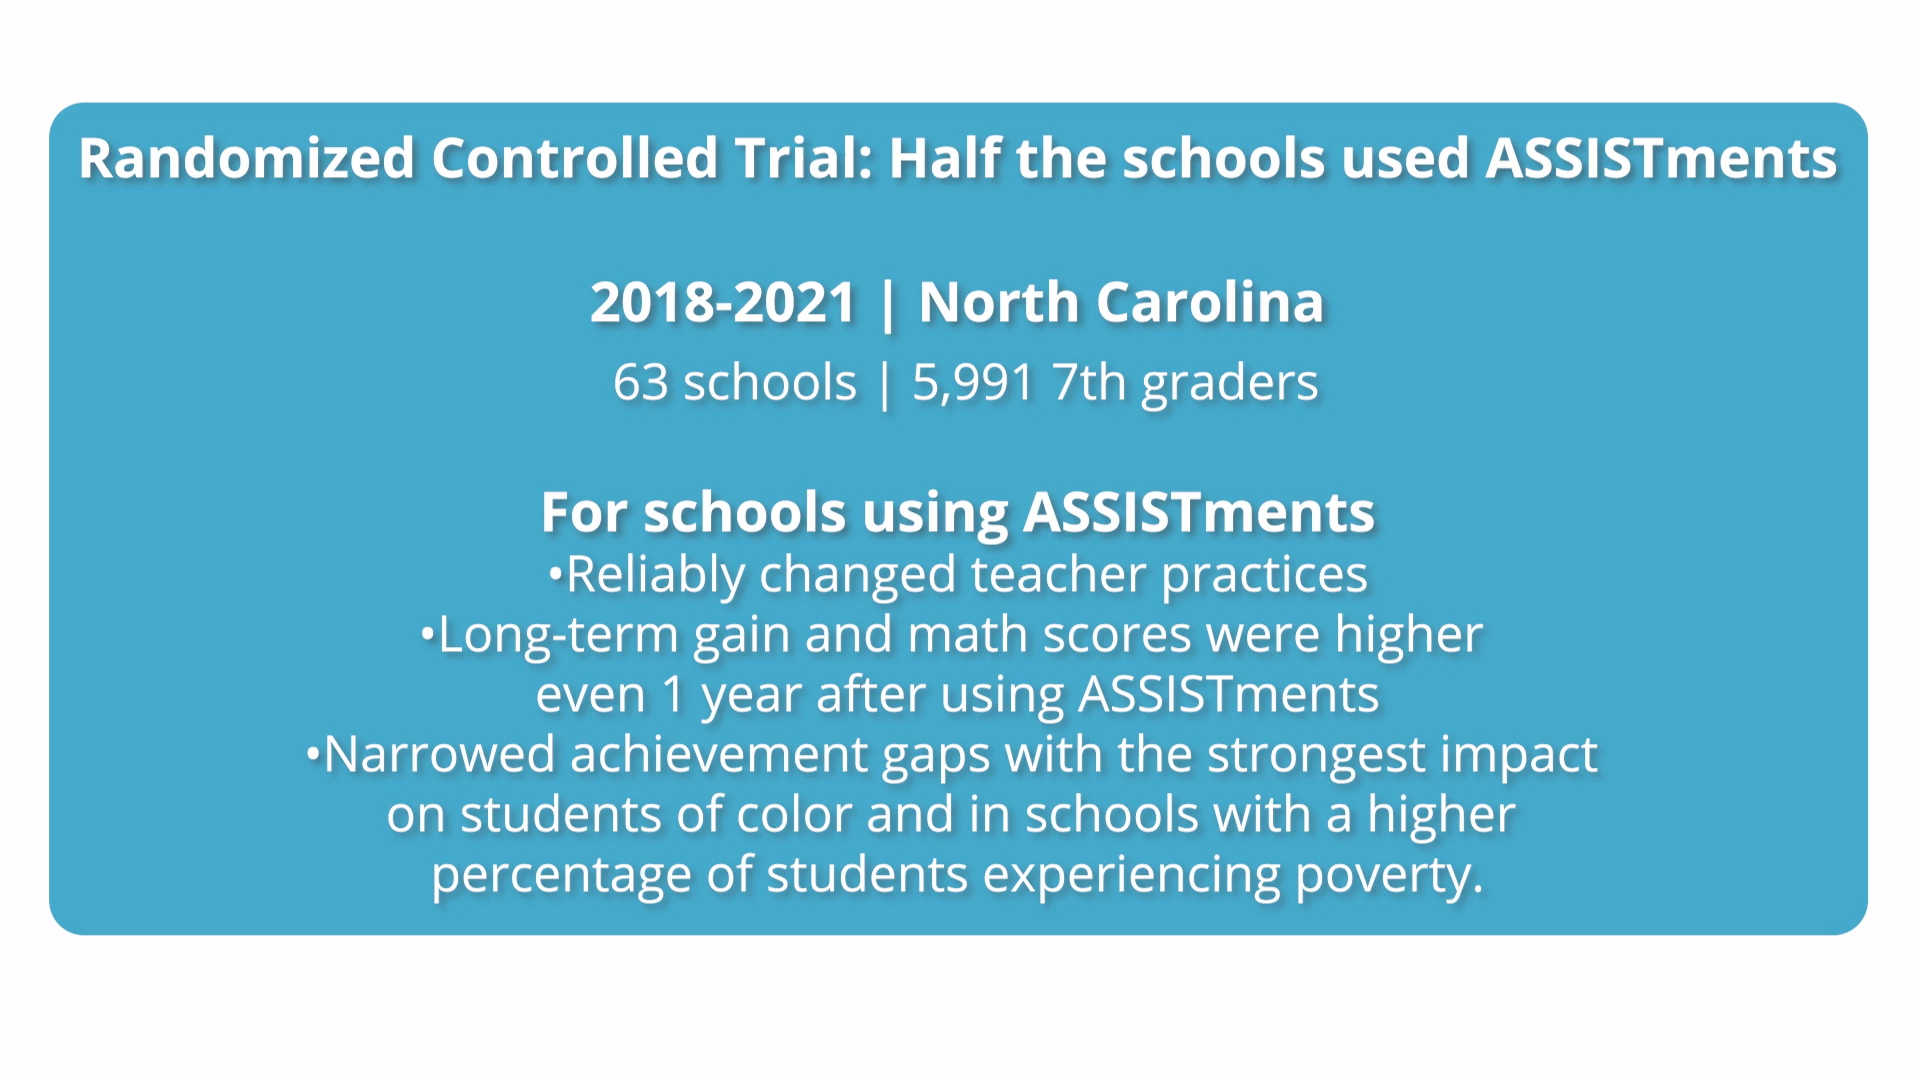 Randomized Controlled Trial: Half the schools used ASSISTments
2018-2021 | North Carolina
63 schools | 5,991 7th graders
For schools using ASSISTments
•Reliably changed teacher practices
•Long-term gain and math scores were higher
even 1 year after using ASSISTments
•Narrowed achievement gaps with the strongest impact
on students of color and in schools with a higher
percentage of students experiencing poverty.